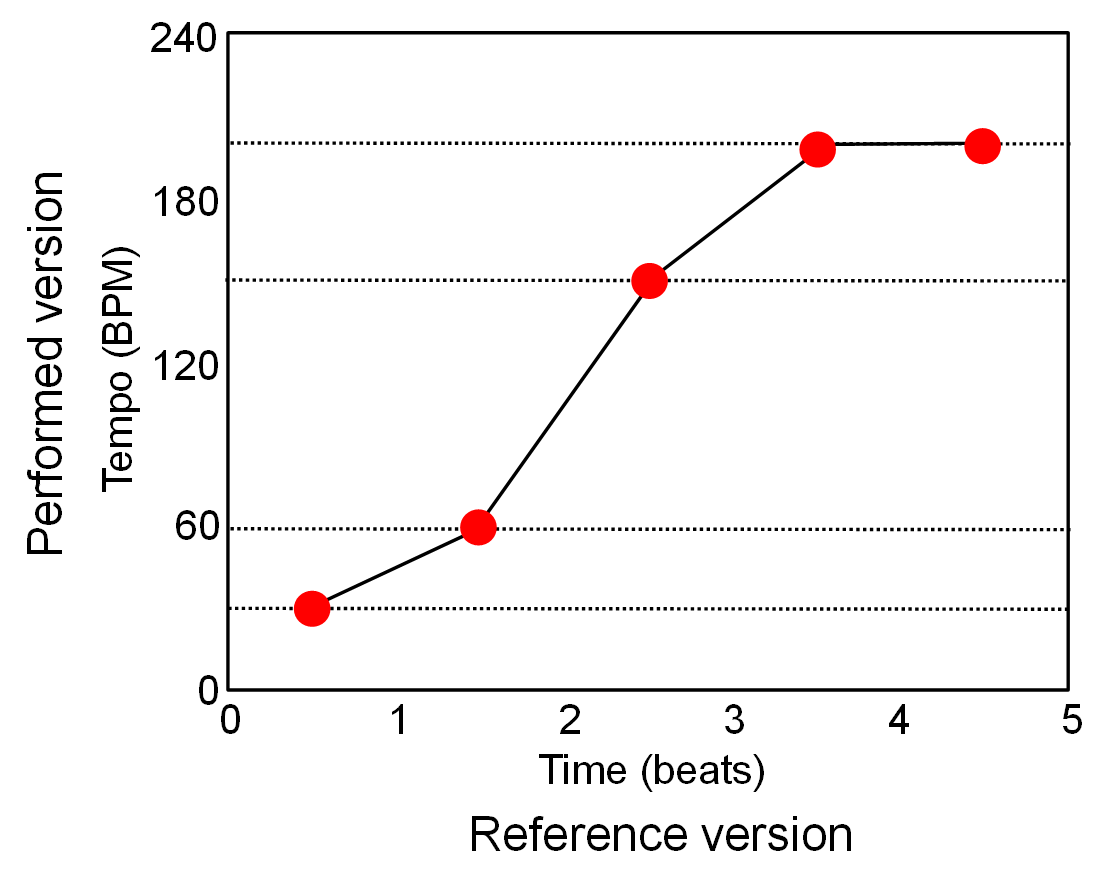 240
180
120
60
0
Performed version
Tempo (BPM)
0 1 2 3 4 5
Time (beats)
Reference version